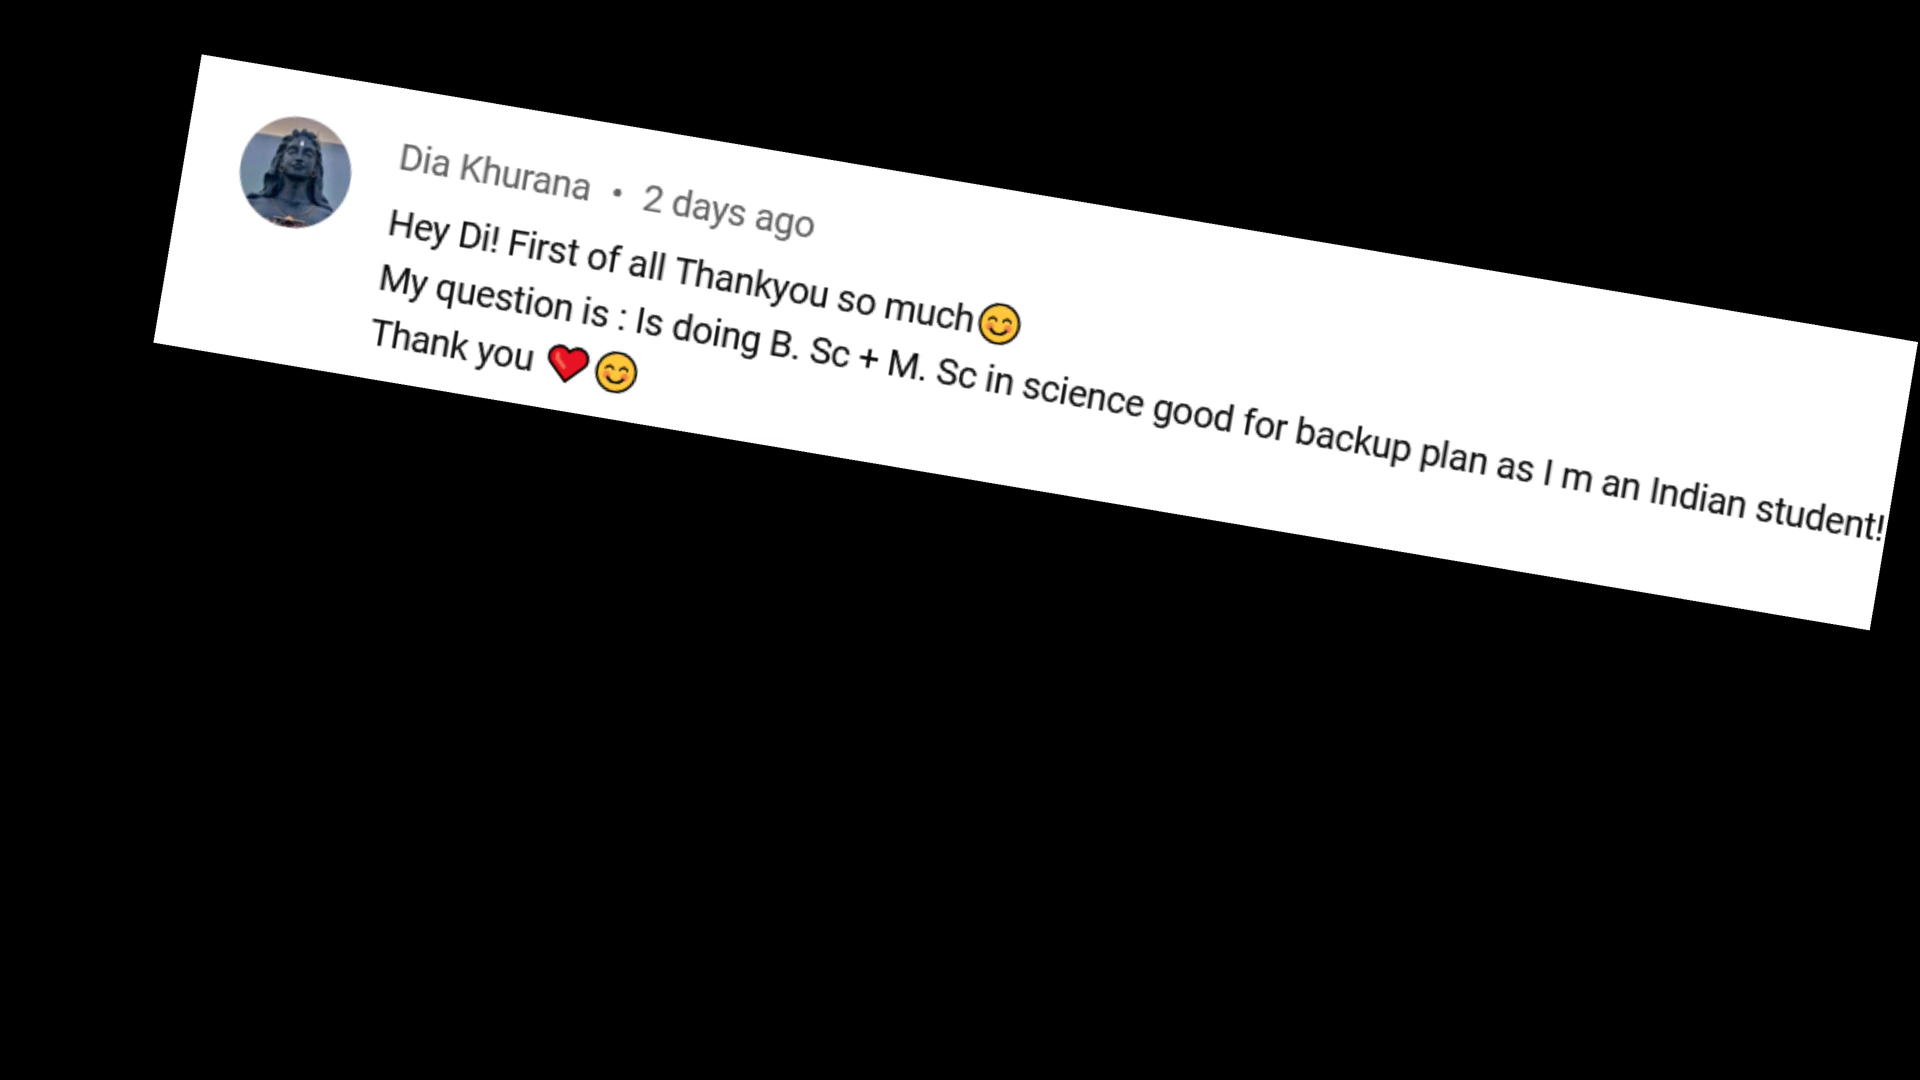 Dia Khurana • 2 days ago
Hey Di! First of all Thankyou so much😊
My question is : Is doing B. Sc + M. Sc in science good for backup plan as I m an Indian student!
Thank you ❤️😊